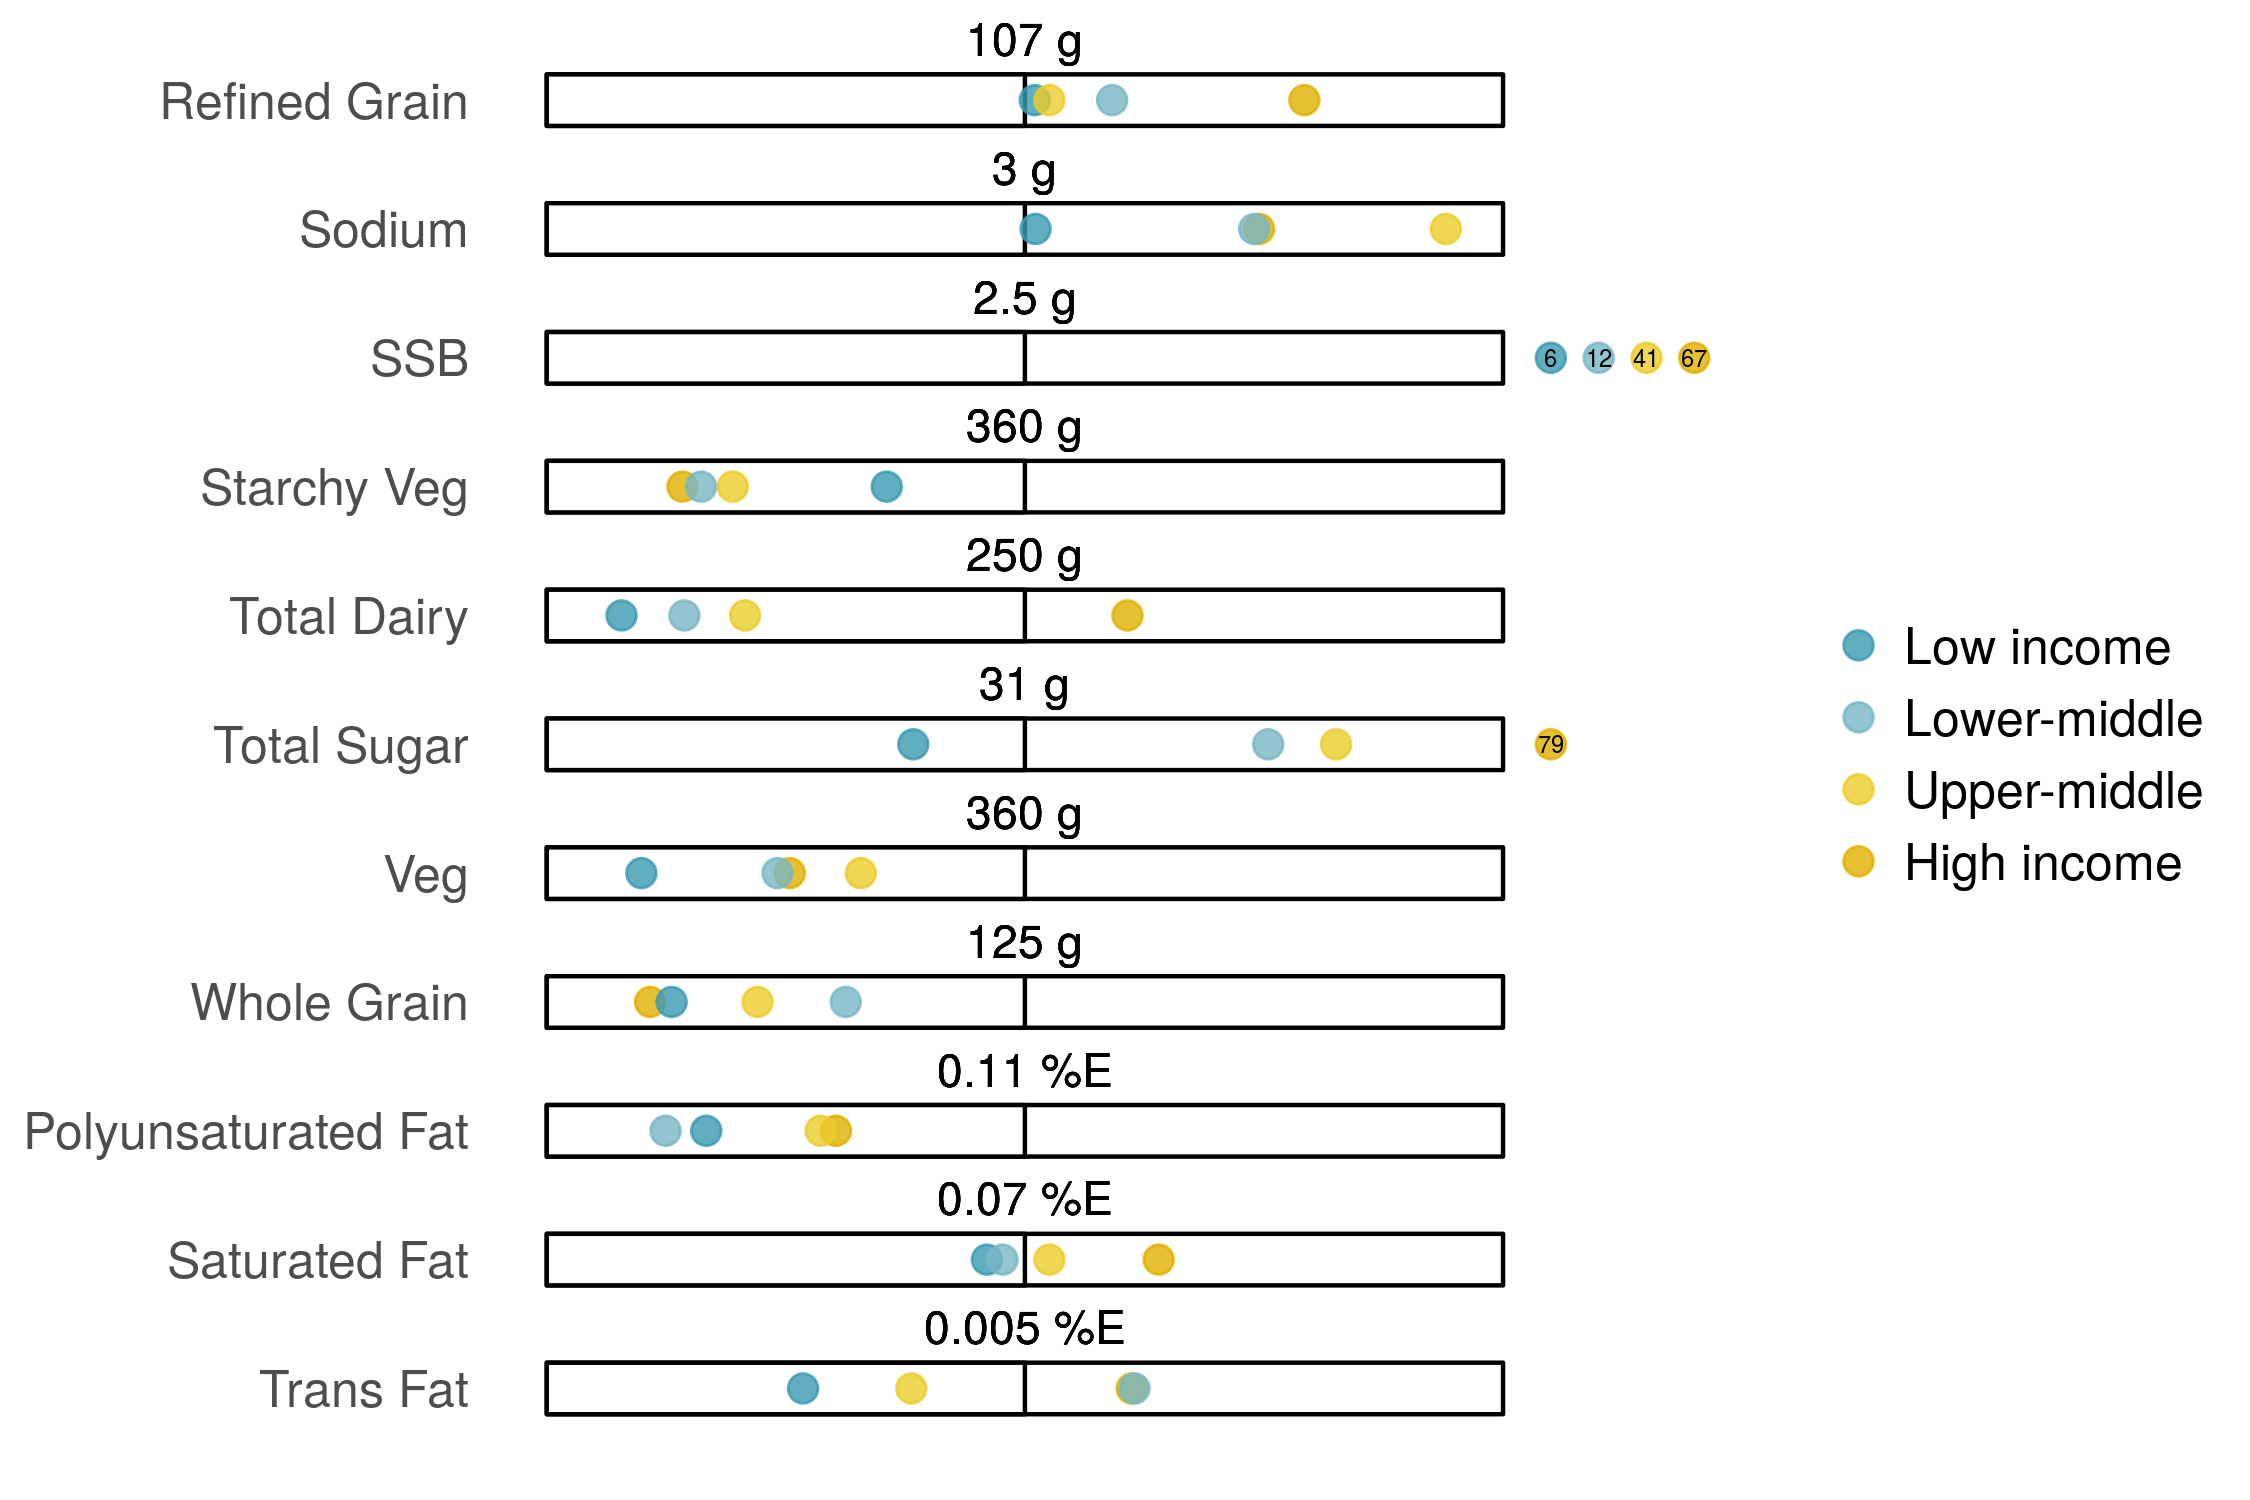 107 g
Refined Grain
3 g
Sodium
2.5 g
SSB 6 12 41 67
360 g
Starchy Veg
250 g
Total Dairy
31 g
Total Sugar 79
360 g
Veg
125 g
Whole Grain
0.11 %E
Polyunsaturated Fat
0.07 %E
Saturated Fat
0.005 %E
Trans Fat
Low income
Lower-middle
Upper-middle
High income